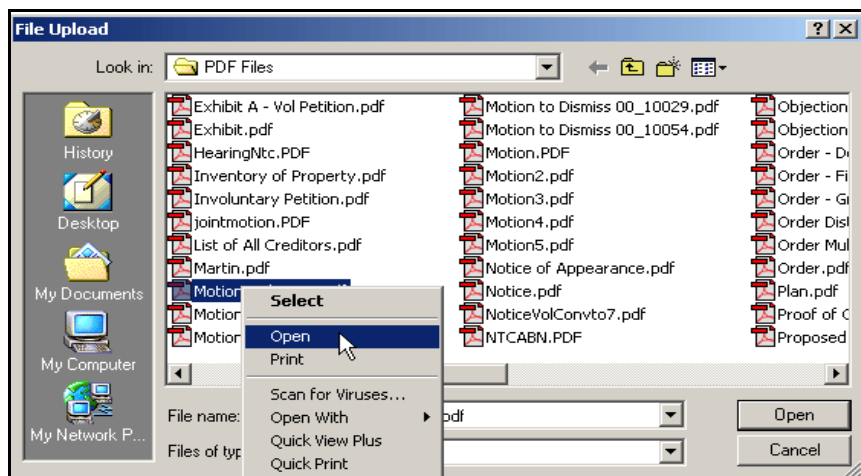 File Upload
Look in: PDF Files
History
Desktop
My Documents
My Computer
My Network P...
Exhibit A - Vol Petition.pdf
Exhibit.pdf
HearingNtc.PDF
Inventory of Property.pdf
Involuntary Petition.pdf
jointmotion.PDF
List of All Creditors.pdf
Martin.pdf
Motion
Motion
Motion
Motion to Dismiss 00_10029.pdf
Motion to Dismiss 00_10054.pdf
Motion.PDF
Motion2.pdf
Motion3.pdf
Motion4.pdf
Motion5.pdf
Notice of Appearance.pdf
Notice.pdf
NoticeVolConvto7.pdf
NTCABN.PDF
Objection
Objection
Order - D
Order - Fi
Order - G
Order Dist
Order Mul
Order.pdf
Plan.pdf
Proof of C
Proposed
Select
Open
Print
Scan for Viruses...
Open With
Quick View Plus
Quick Print
File name: pdf
Open
Files of typ
Cancel